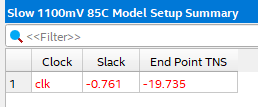 Slow 1100mV 85C Model Setup Summary
<<Filter>>
Clock Slack End Point TNS
1 clk -0.761 -19.735